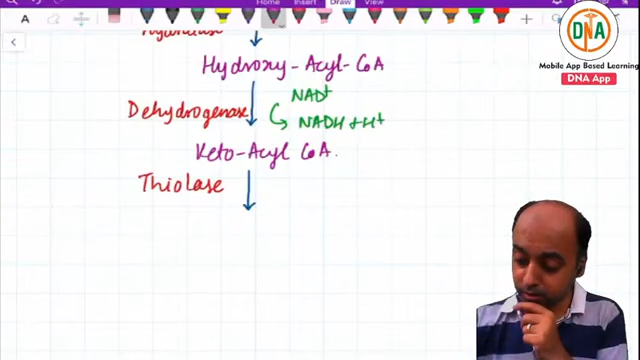 Home Insert Draw View
A
DNA
Mobile App Based Learning
DNA App
Hydroxy-Acyl-CoA
NAD+
Dehydrogenase
NADH+H+
Keto-Acyl CoA.
Thiolase